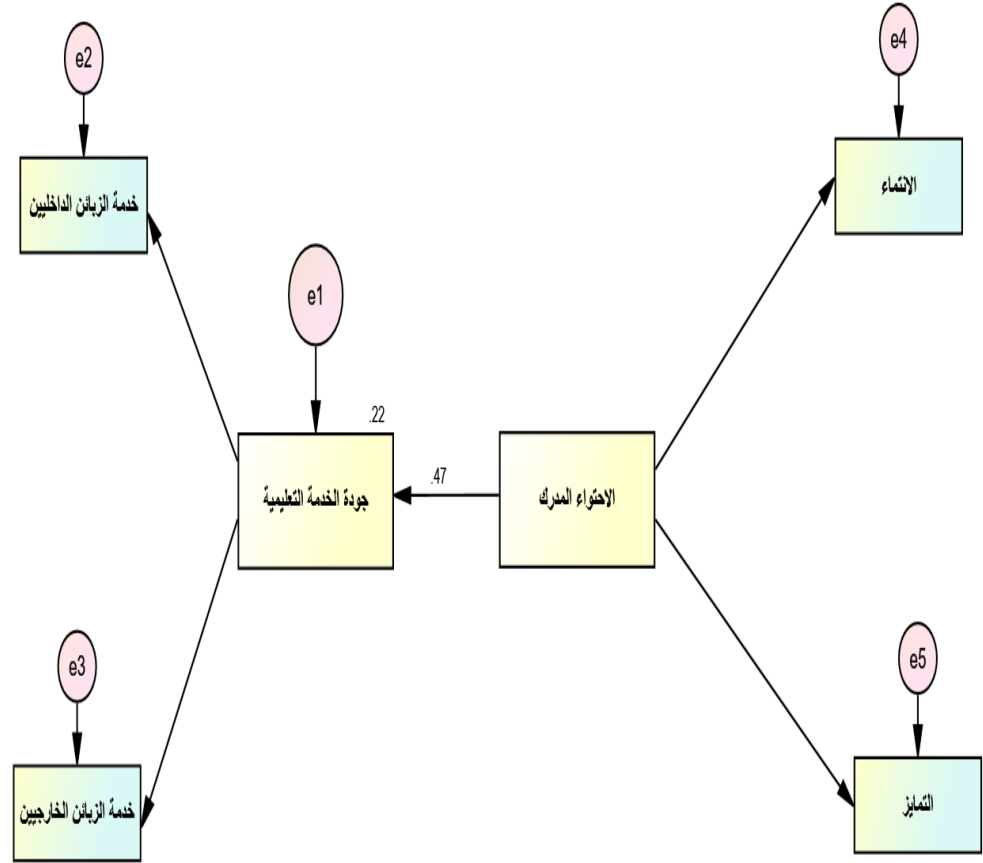 e2
e4
خدمة الزبائن الداخليين
الانتماء
e1
.22
.47
جودة الخدمة التعليمية
الاحتواء المدرك
e3
e5
خدمة الزبائن الخارجيين
التمايز